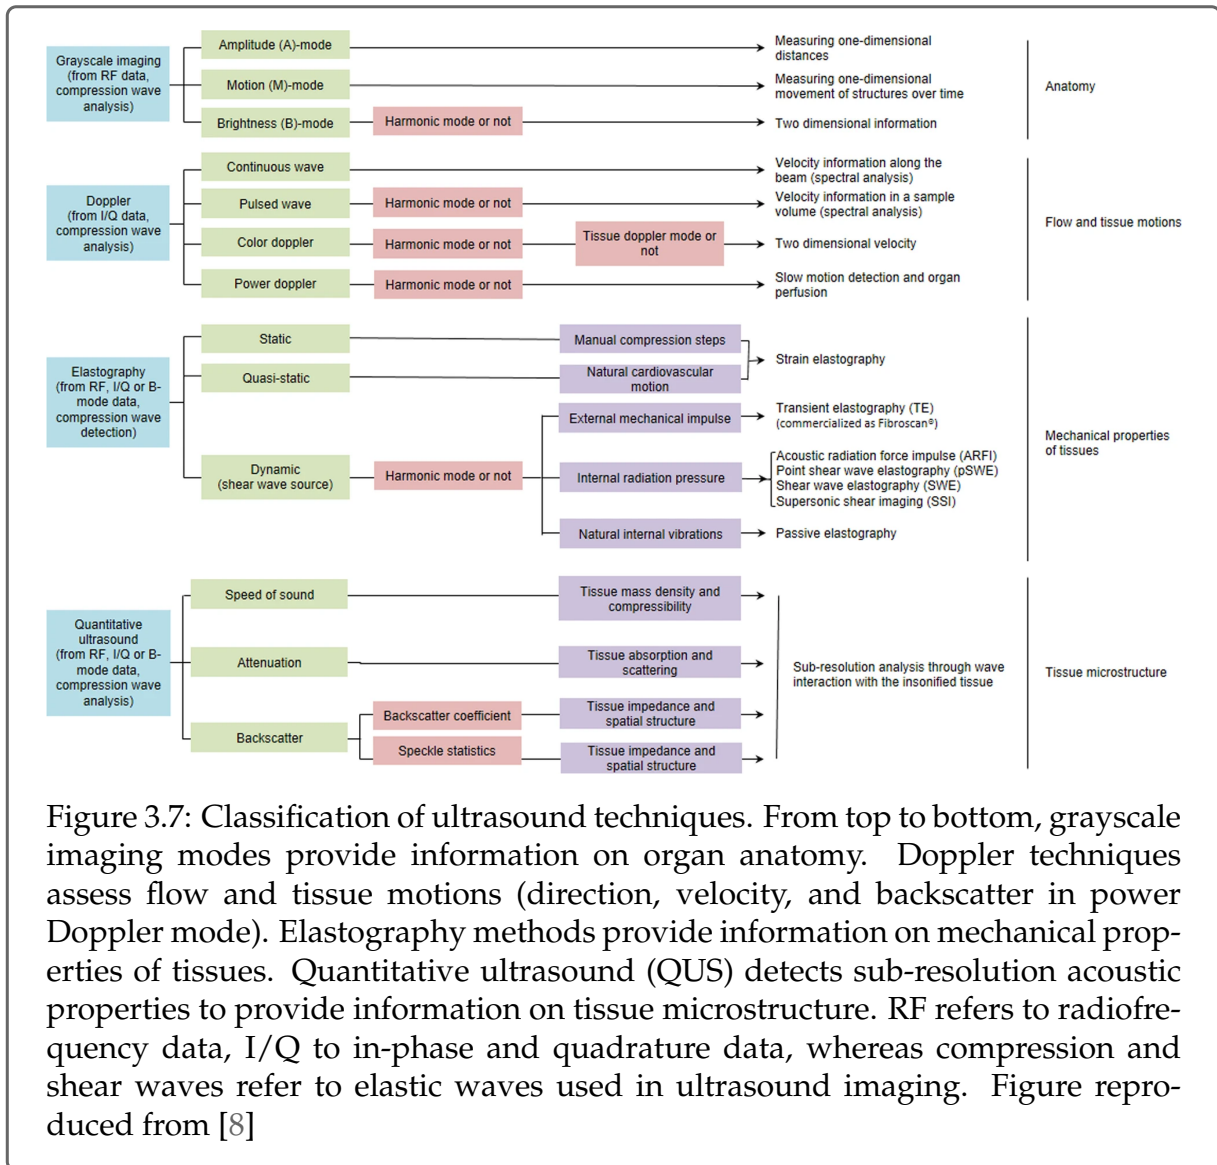 Grayscale imaging
(from RF data,
compression wave
analysis)
Amplitude (A)-mode
Measuring one-dimensional
distances
Motion (M)-mode
Measuring one-dimensional
movement of structures over time
Brightness (B)-mode
Harmonic mode or not
Two dimensional information
Anatomy
Doppler
(from I/Q data,
compression wave
analysis)
Continuous wave
Velocity information along the
beam (spectral analysis)
Pulsed wave
Harmonic mode or not
Velocity information in a sample
volume (spectral analysis)
Color doppler
Harmonic mode or not
Tissue doppler mode or
not
Two dimensional velocity
Power doppler
Harmonic mode or not
Slow motion detection and organ
perfusion
Flow and tissue motions
Elastography
(from RF, I/Q or B-
mode data,
compression wave
detection)
Static
Manual compression steps
Quasi-static
Natural cardiovascular
motion
Strain elastography
Dynamic
(shear wave source)
Harmonic mode or not
External mechanical impulse
Transient elastography (TE)
(commercialized as Fibroscan®)
Internal radiation pressure
Acoustic radiation force impulse (ARFI)
Point shear wave elastography (pSWE)
Shear wave elastography (SWE)
Supersonic shear imaging (SSI)
Natural internal vibrations
Passive elastography
Mechanical properties
of tissues
Quantitative
ultrasound
(from RF, I/Q or B-
mode data,
compression wave
analysis)
Speed of sound
Tissue mass density and
compressibility
Attenuation
Tissue absorption and
scattering
Backscatter
Backscatter coefficient
Tissue impedance and
spatial structure
Speckle statistics
Tissue impedance and
spatial structure
Sub-resolution analysis through wave
interaction with the insonified tissue
Tissue microstructure
Figure 3.7: Classification of ultrasound techniques. From top to bottom, grayscale
imaging modes provide information on organ anatomy. Doppler techniques
assess flow and tissue motions (direction, velocity, and backscatter in power
Doppler mode). Elastography methods provide information on mechanical prop-
erties of tissues. Quantitative ultrasound (QUS) detects sub-resolution acoustic
properties to provide information on tissue microstructure. RF refers to radiofre-
quency data, I/Q to in-phase and quadrature data, whereas compression and
shear waves refer to elastic waves used in ultrasound imaging. Figure repro-
duced from [8]